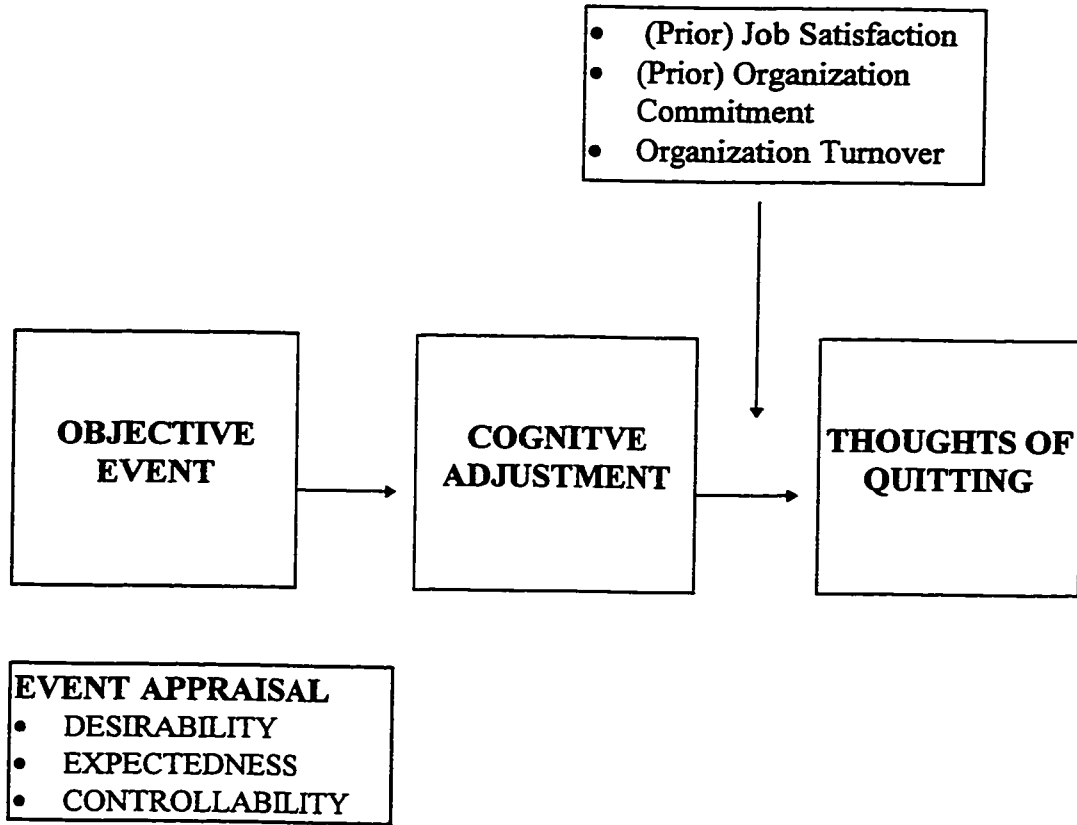 • (Prior) Job Satisfaction
• (Prior) Organization
Commitment
• Organization Turnover
OBJECTIVE
EVENT
COGNITVE
ADJUSTMENT
THOUGHTS OF
QUITTING
EVENT APPRAISAL
• DESIRABILITY
• EXPECTEDNESS
• CONTROLLABILITY